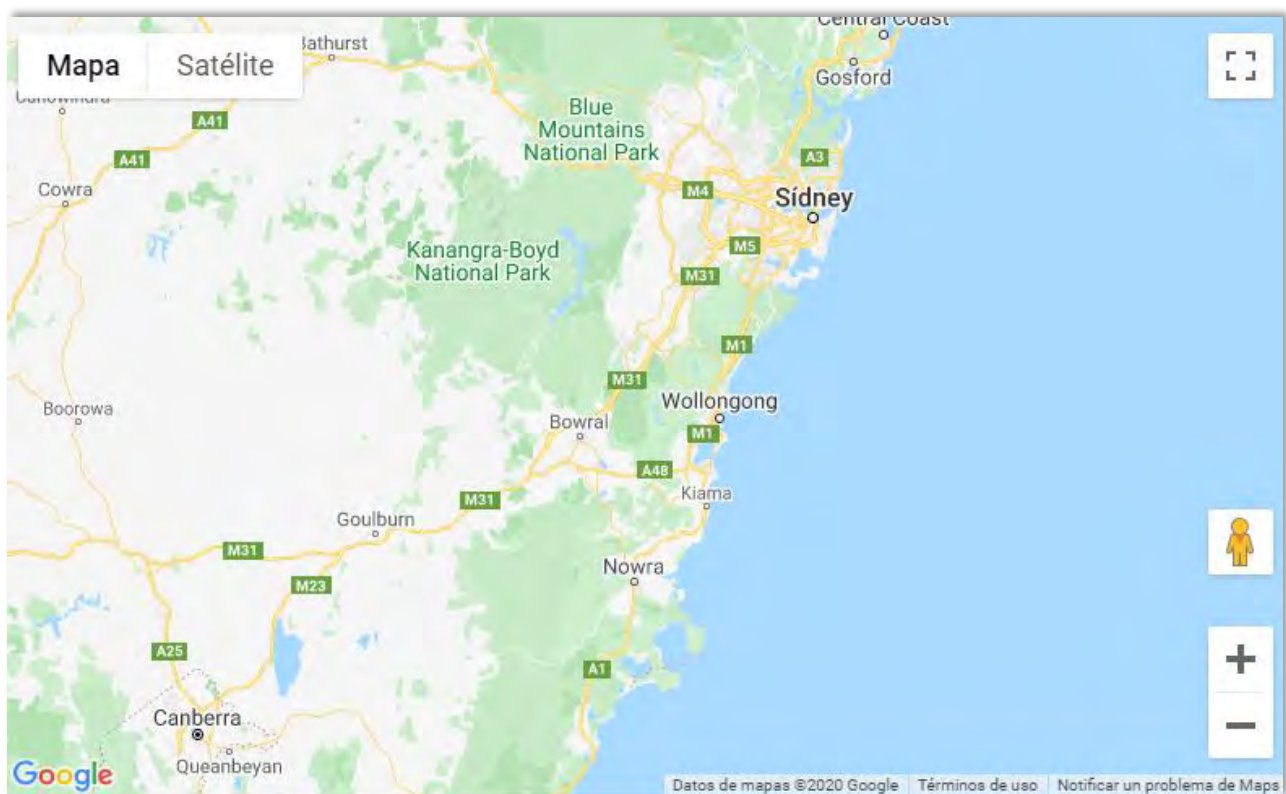 Central Coast
Mapa
Satélite
Bathurst
Gosford
A41
Blue
Mountains
National Park
A41
A3
Cowra
M4
Sídney
M5
Kanangra-Boyd
National Park
M31
M1
M31
Boorowa
Wollongong
Bowral
M1
A48
Kiama
M31
Goulburn
M31
Nowra
M23
A25
A1
Canberra
Queanbeyan
Google
Datos de mapas ©2020 Google
Términos de uso
Notificar un problema de Maps